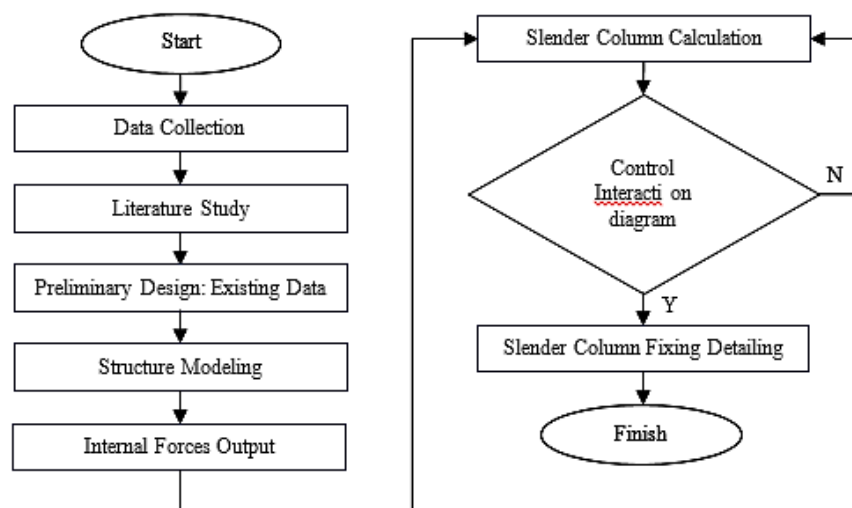 Start
Data Collection
Literature Study
Preliminary Design: Existing Data
Structure Modeling
Internal Forces Output
Slender Column Calculation
Control
Interacti on
diagram
N
Y
Slender Column Fixing Detailing
Finish